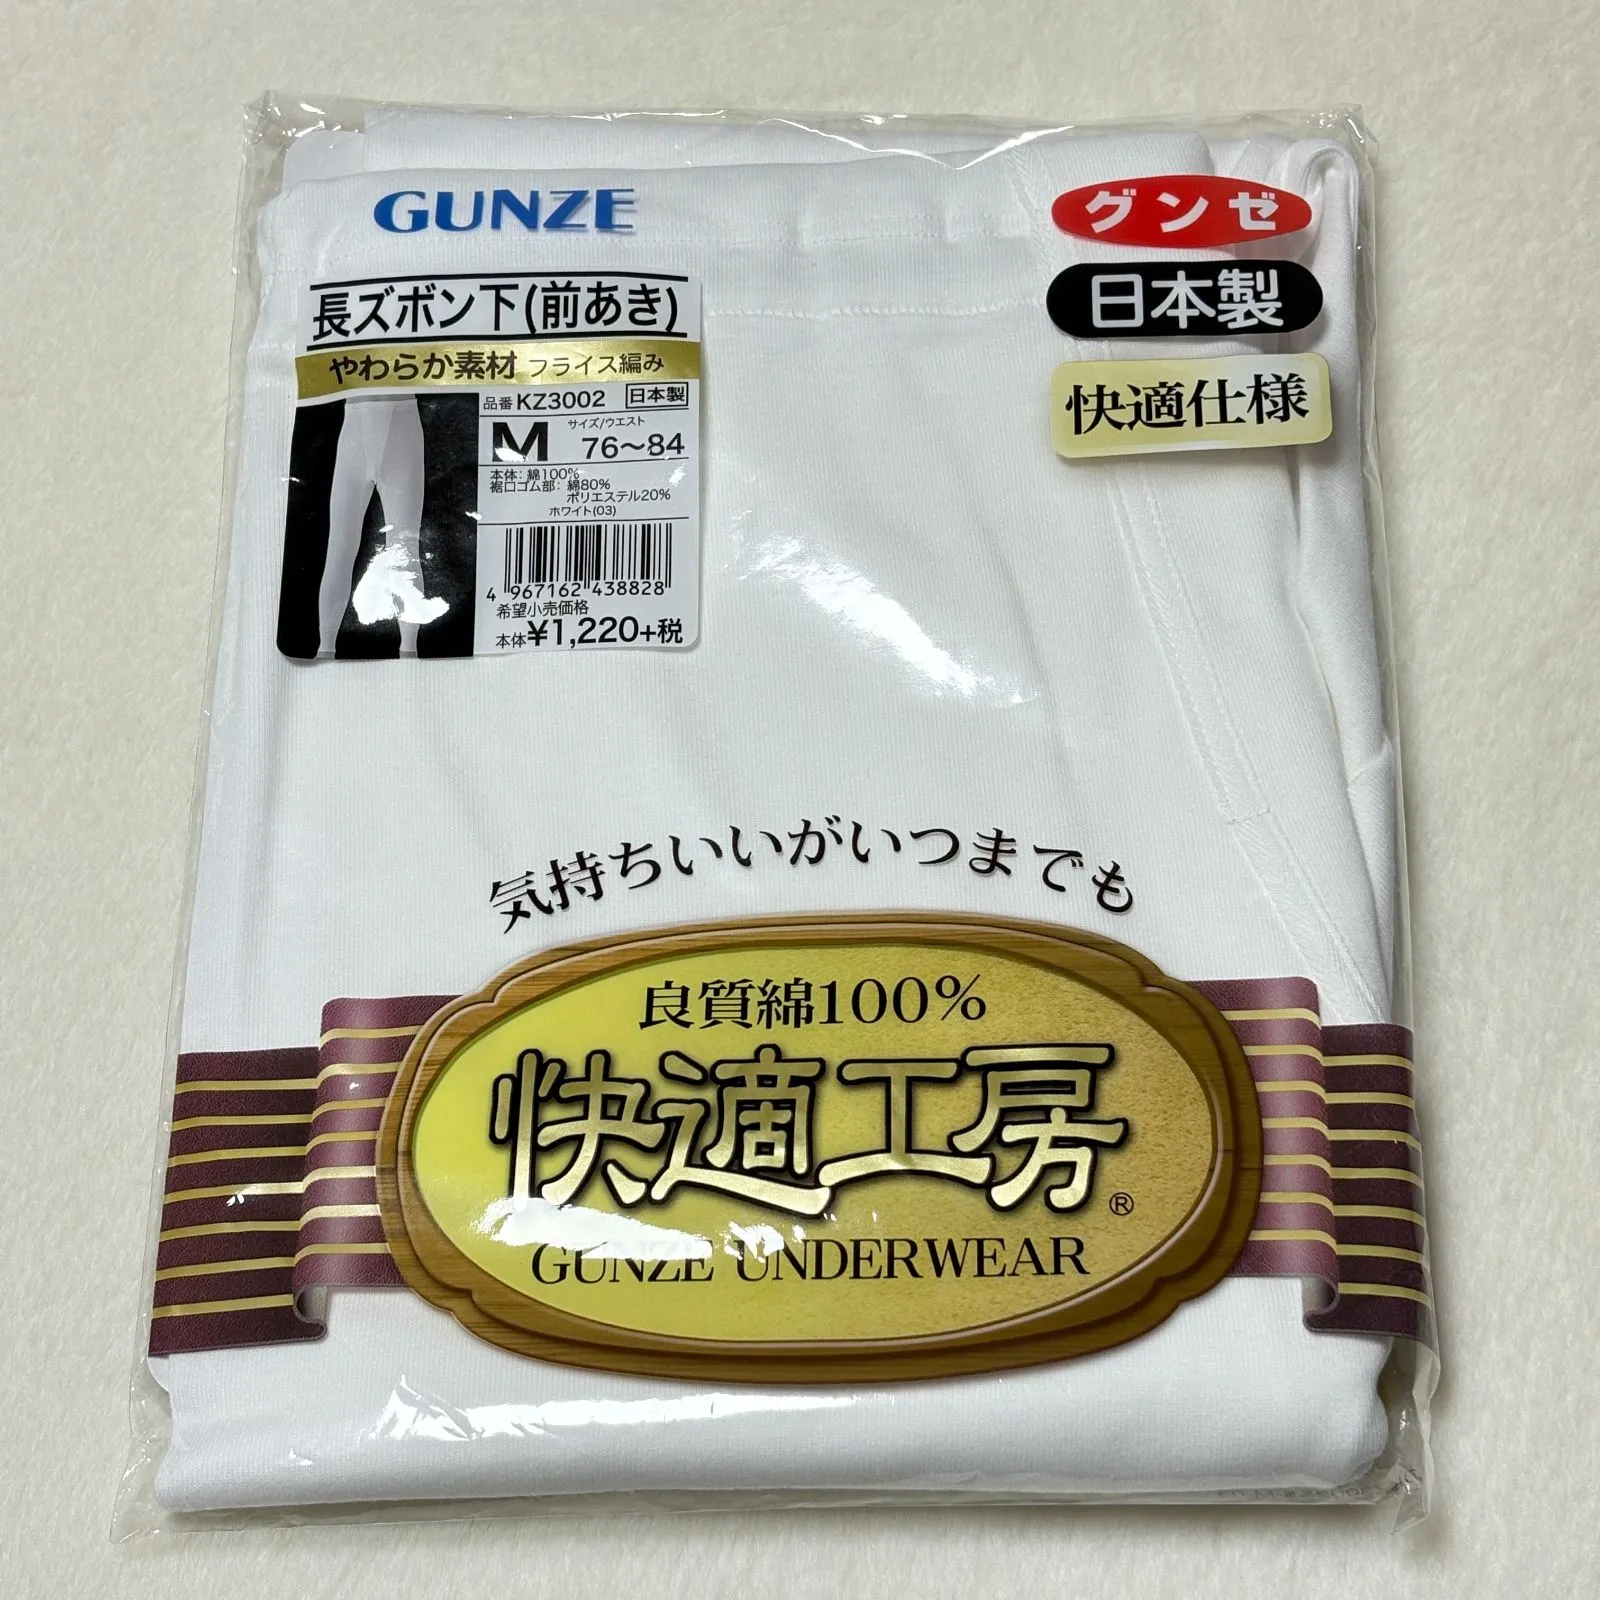 GUNZE
グンゼ
日本製
快適仕様
長ズボン下(前あき)
やわらか素材 フライス編み
品番 KZ3002 日本製
サイズ/ウエスト
M 76～84
本体: 綿100%
裾口ゴム部: 綿80%
ポリエステル20%
ホワイト(03)
4 967162 438828
希望小売価格
本体¥1,220+税
気持ちいいがいつまでも
良質綿100%
快適工房®
GUNZE UNDERWEAR